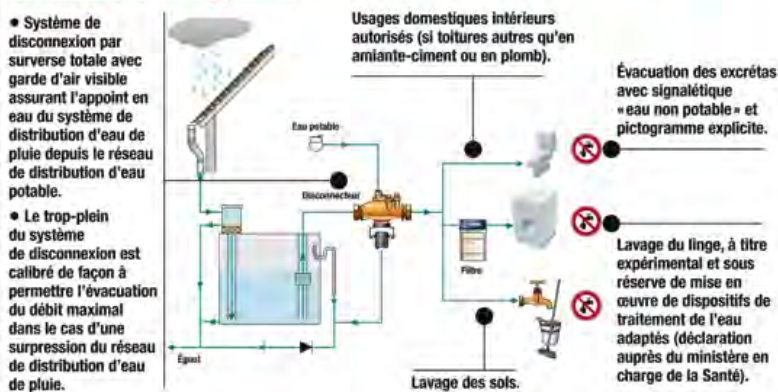 • Système de
disconnexion par
surverse totale avec
garde d'air visible
assurant l'appoint en
eau du système de
distribution d'eau de
pluie depuis le réseau
de distribution d'eau
potable.
• Le trop-plein
du système
de disconnexion est
calibré de façon à
permettre l'évacuation
du débit maximal
dans le cas d'une
surpression du réseau
de distribution d'eau
de pluie.
Usages domestiques intérieurs
autorisés (si toitures autres qu'en
amiante-ciment ou en plomb).
Eau potable
Disconnecteur
Filtre
Égout
Lavage des sols.
Évacuation des excrétas
avec signalétique
«eau non potable» et
pictogramme explicite.
Lavage du linge, à titre
expérimental et sous
réserve de mise en
œuvre de dispositifs de
traitement de l'eau
adaptés (déclaration
auprès du ministère en
charge de la Santé).